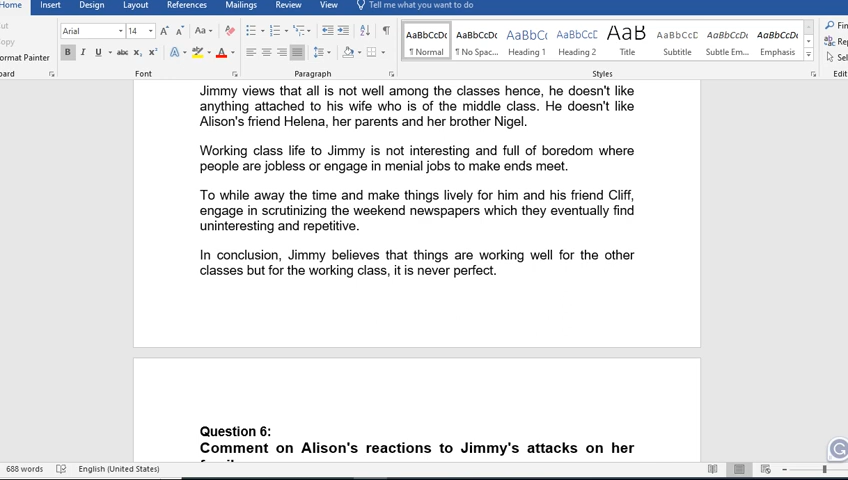 Home Insert Design Layout References Mailings Review View Tell me what you want to do
Arial 14 Aa
AaBbCcDc AaBbCcDc AaBbCc AaBbCcD AaB AaBbCcD AaBbCcDc AaBbCcDc
ormat Painter B I U abc x₂ x² A ¶ Normal ¶ No Spac... Heading 1 Heading 2 Title Subtitle Subtle Em... Emphasis
Font Paragraph Styles
Jimmy views that all is not well among the classes hence, he doesn't like
anything attached to his wife who is of the middle class. He doesn't like
Alison's friend Helena, her parents and her brother Nigel.
Working class life to Jimmy is not interesting and full of boredom where
people are jobless or engage in menial jobs to make ends meet.
To while away the time and make things lively for him and his friend Cliff,
engage in scrutinizing the weekend newspapers which they eventually find
uninteresting and repetitive.
In conclusion, Jimmy believes that things are working well for the other
classes but for the working class, it is never perfect.
Question 6:
Comment on Alison's reactions to Jimmy's attacks on her
688 words English (United States)